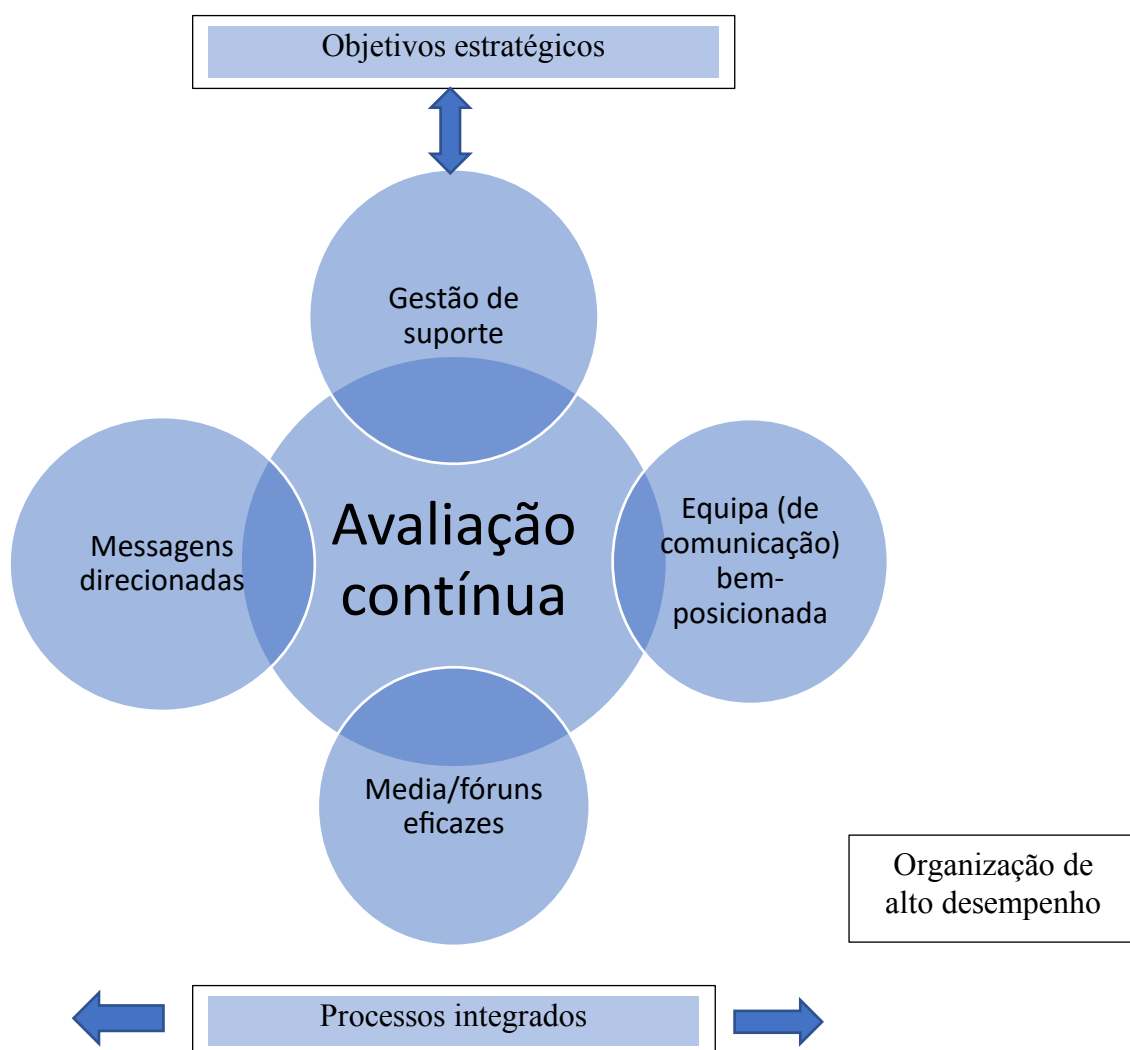 Objetivos estratégicos
Gestão de
suporte
Messagens
direcionadas
Avaliação
contínua
Equipa (de
comunicação)
bem-
posicionada
Media/fóruns
eficazes
Organização de
alto desempenho
Processos integrados